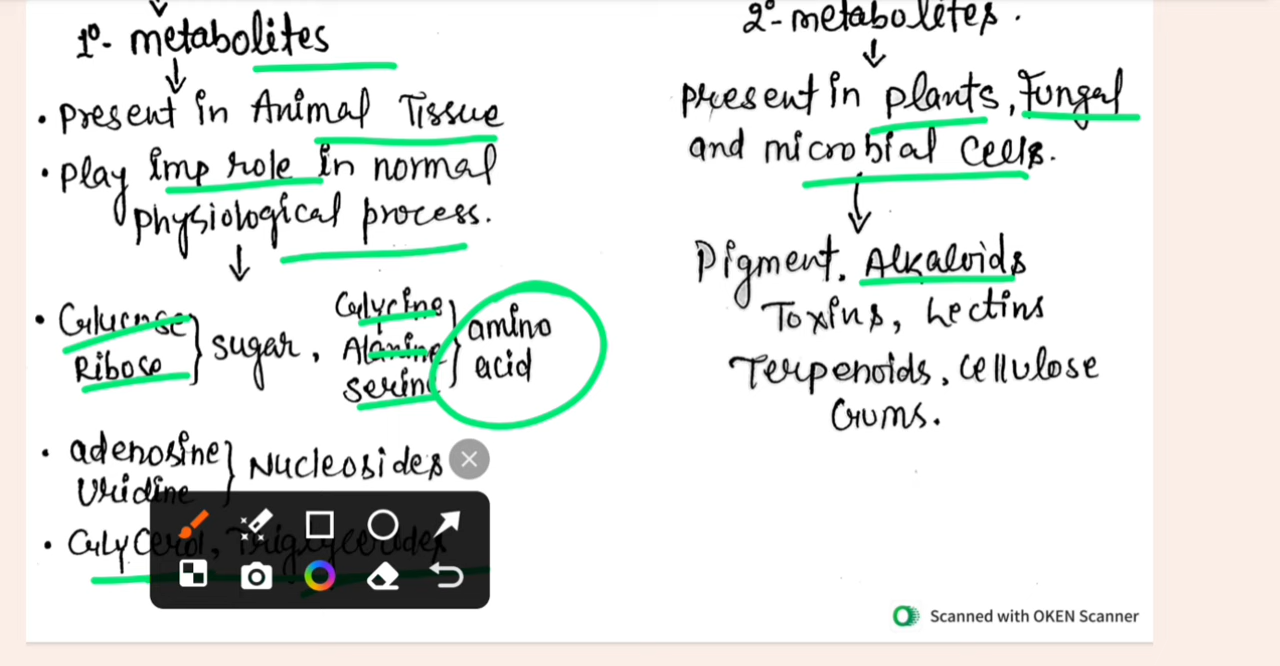 1º- metabolites
• present in Animal Tissue
• play imp role in normal
physiological process.
• Glucose
Ribose } sugar,
Glycine
Alanine
serine } amino
acid
• adenosine
Uridine } Nucleosides
• Glycerol, Triglycerides
2º- metabolites.
present in plants, Fungal
and microbial cells.
Pigment, Alkaloids
Toxins, Lectins
Terpenoids, cellulose
Gums.
Scanned with OKEN Scanner